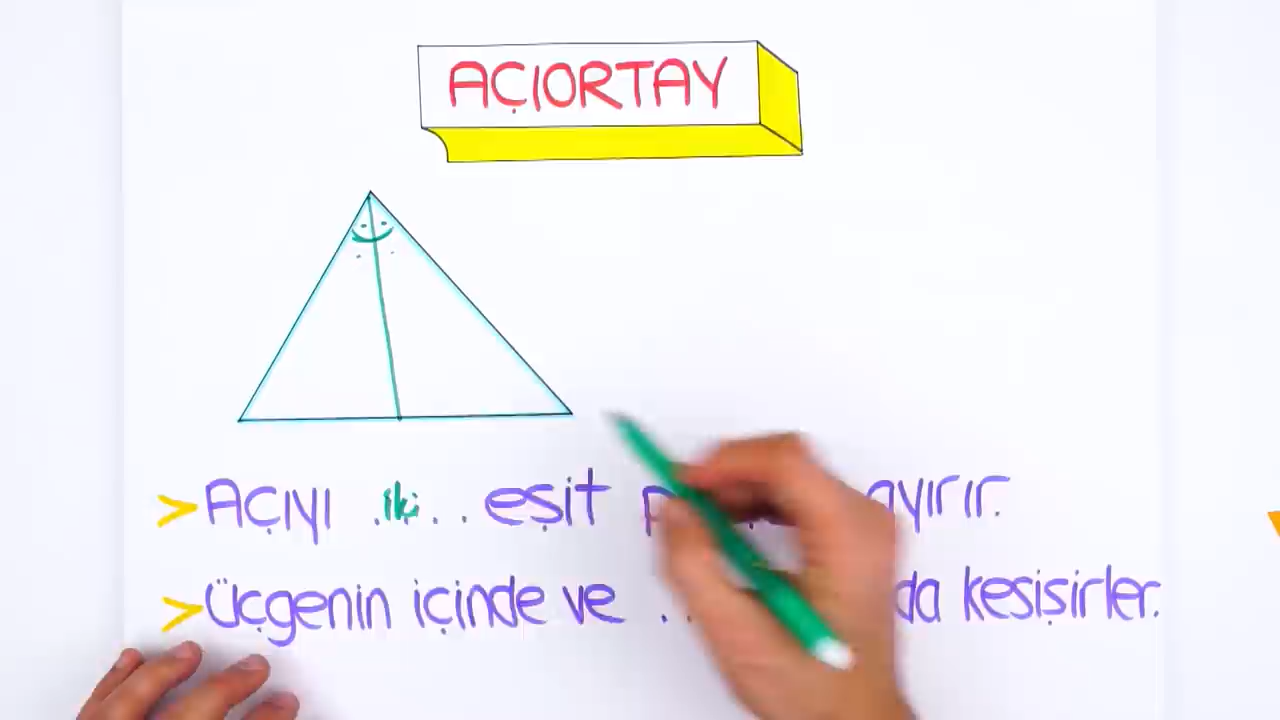 AÇIORTAY
> Açıyı .iki.. eşit ayırır.
> Üçgenin içinde ve .. da kesişirler.